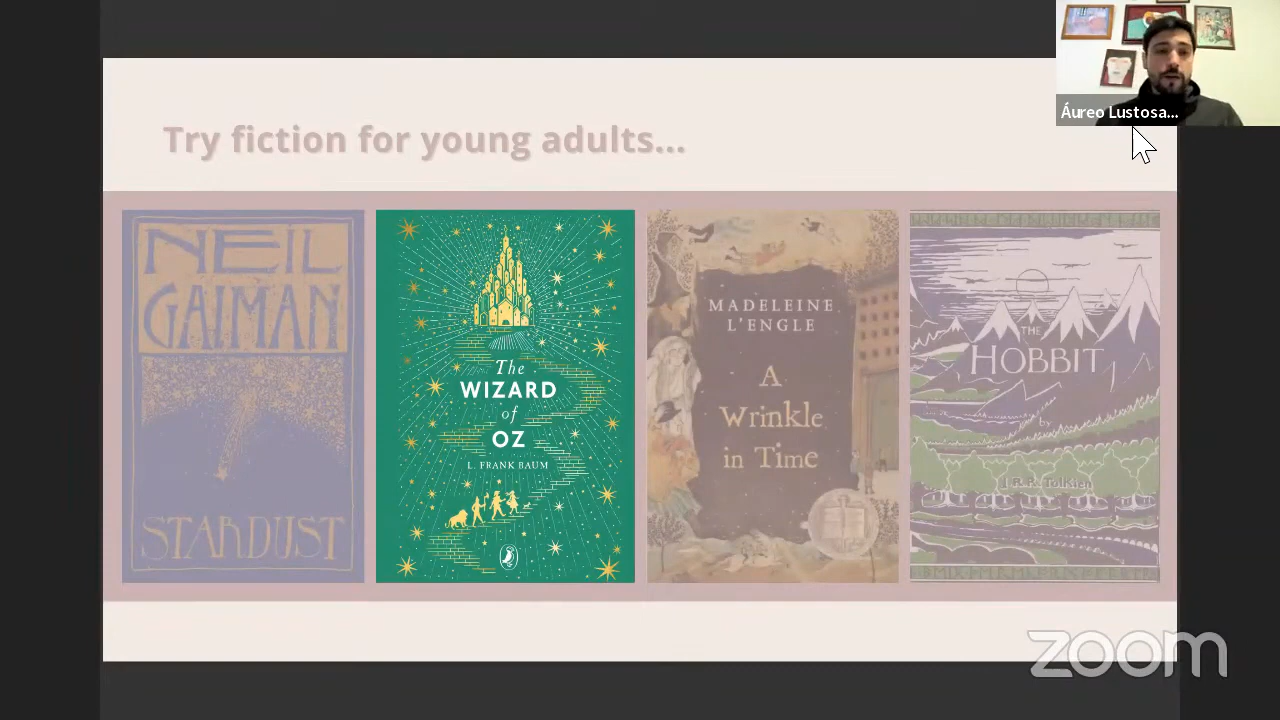 Áureo Lustosa...
Try fiction for young adults...
NEIL
GAIMAN
STARDUST
The
WIZARD
of
OZ
L. FRANK BAUM
MADELEINE
L'ENGLE
A
Wrinkle
in Time
THE
HOBBIT
by
J.R.R. Tolkien
zoom